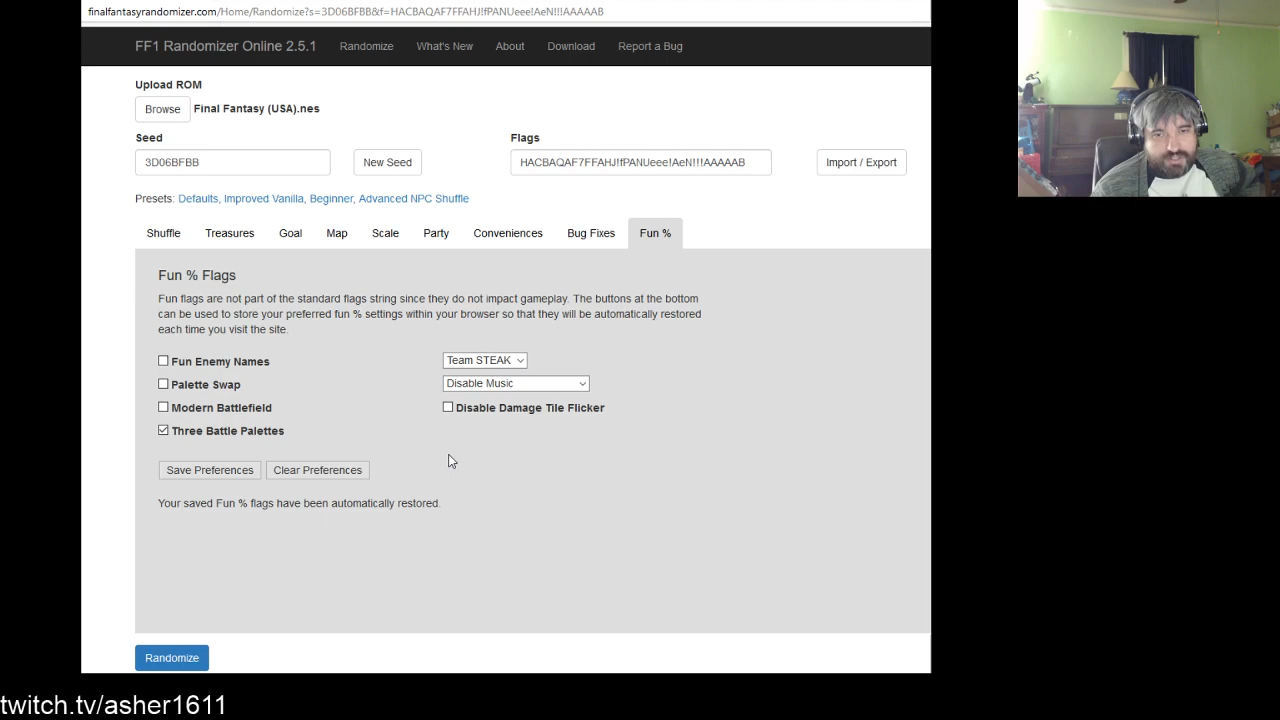 finalfantasyrandomizer.com/Home/Randomize?s=3D06BFBB&f=HACBAQAF7FFAHJ!fPANUeee!AeN!!!AAAAAB
FF1 Randomizer Online 2.5.1 Randomize What's New About Download Report a Bug
Upload ROM
Browse Final Fantasy (USA).nes
Seed Flags
3D06BFBB New Seed HACBAQAF7FFAHJ!fPANUeee!AeN!!!AAAAAB Import / Export
Presets: Defaults, Improved Vanilla, Beginner, Advanced NPC Shuffle
Shuffle Treasures Goal Map Scale Party Conveniences Bug Fixes Fun %
Fun % Flags
Fun flags are not part of the standard flags string since they do not impact gameplay. The buttons at the bottom
can be used to store your preferred fun % settings within your browser so that they will be automatically restored
each time you visit the site.
Fun Enemy Names Team STEAK
Palette Swap Disable Music
Modern Battlefield Disable Damage Tile Flicker
Three Battle Palettes
Save Preferences Clear Preferences
Your saved Fun % flags have been automatically restored.
Randomize
twitch.tv/asher1611